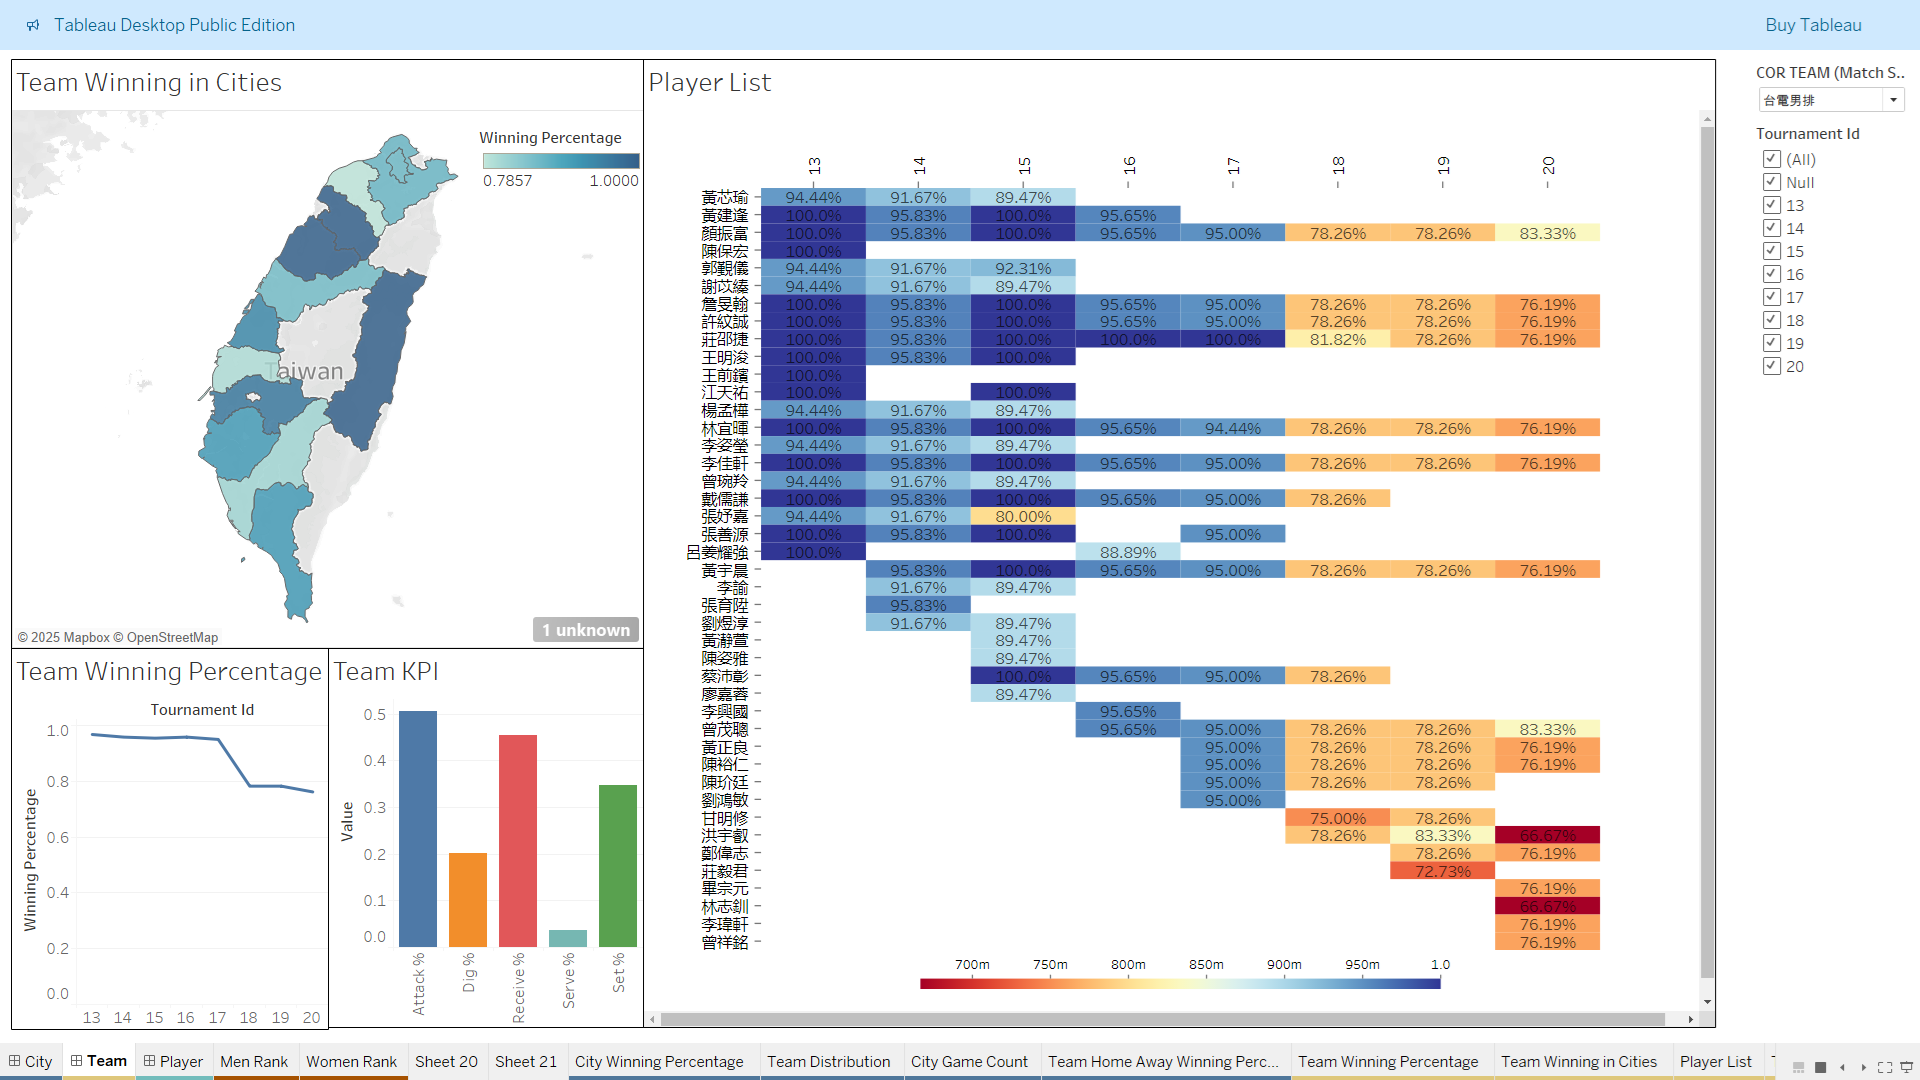 Tableau Desktop Public Edition
Buy Tableau
Team Winning in Cities
Winning Percentage
0.7857 1.0000
Taiwan
© 2025 Mapbox © OpenStreetMap
1 unknown
Team Winning Percentage
Tournament Id
Winning Percentage
1.0
0.8
0.6
0.4
0.2
0.0
13 14 15 16 17 18 19 20
Team KPI
Value
0.5
0.4
0.3
0.2
0.1
0.0
Attack %
Dig %
Receive %
Serve %
Set %
Player List
13 14 15 16 17 18 19 20
黃芯瑜 94.44% 91.67% 89.47%
黃建逢 100.0% 95.83% 100.0% 95.65%
顏振富 100.0% 95.83% 100.0% 95.65% 95.00% 78.26% 78.26% 83.33%
陳保宏 100.0%
郭覲儀 94.44% 91.67% 92.31%
謝苡縥 94.44% 91.67% 89.47%
詹旻翰 100.0% 95.83% 100.0% 95.65% 95.00% 78.26% 78.26% 76.19%
許紋誠 100.0% 95.83% 100.0% 95.65% 95.00% 78.26% 78.26% 76.19%
莊邵捷 100.0% 95.83% 100.0% 100.0% 100.0% 81.82% 78.26% 76.19%
王明浚 100.0% 95.83% 100.0%
王前鑌 100.0%
江天祐 100.0% 100.0%
楊孟樺 94.44% 91.67% 89.47%
林宜暉 100.0% 95.83% 100.0% 95.65% 94.44% 78.26% 78.26% 76.19%
李姿瑩 94.44% 91.67% 89.47%
李佳軒 100.0% 95.83% 100.0% 95.65% 95.00% 78.26% 78.26% 76.19%
曾琬羚 94.44% 91.67% 89.47%
戴儒謙 100.0% 95.83% 100.0% 95.65% 95.00% 78.26%
張妤嘉 94.44% 91.67% 80.00%
張善源 100.0% 95.83% 100.0% 95.00%
呂姜耀強 100.0% 88.89%
黃宇晨 95.83% 100.0% 95.65% 95.00% 78.26% 78.26% 76.19%
李諭 91.67% 89.47%
張育陞 95.83%
劉煜淳 91.67% 89.47%
黃瀞萱 89.47%
陳姿雅 89.47%
蔡沛彰 100.0% 95.65% 95.00% 78.26%
廖嘉蓉 89.47%
李興國 95.65%
曾茂聰 95.65% 95.00% 78.26% 78.26% 83.33%
黃正良 95.00% 78.26% 78.26% 76.19%
陳裕仁 95.00% 78.26% 78.26% 76.19%
陳玠廷 95.00% 78.26% 78.26%
劉鴻敏 95.00%
甘明修 75.00% 78.26%
洪宇叡 78.26% 83.33% 66.67%
鄭偉志 78.26% 76.19%
莊毅君 72.73%
畢宗元 76.19%
林志釧 66.67%
李瑋軒 76.19%
曾祥銘 76.19%
700m 750m 800m 850m 900m 950m 1.0
COR TEAM (Match S..
台電男排
Tournament Id
(All)
Null
13
14
15
16
17
18
19
20
City Team Player Men Rank Women Rank Sheet 20 Sheet 21 City Winning Percentage Team Distribution City Game Count Team Home Away Winning Perc... Team Winning Percentage Team Winning in Cities Player List